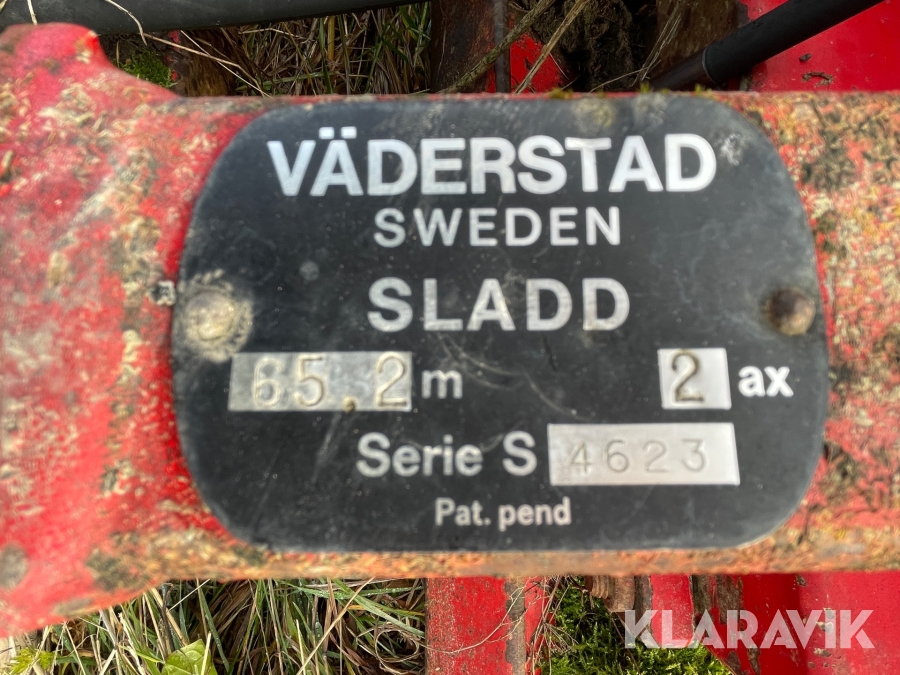 VÄDERSTAD
SWEDEN
SLADD
65,2 m 2 ax
Serie S 4623
Pat. pend
KLARAVIK